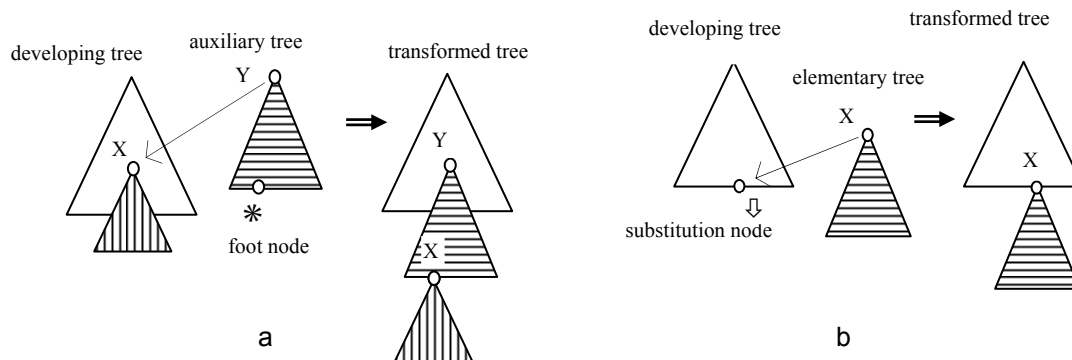 developing tree
auxiliary tree
transformed tree
Y
X
Y
*
foot node
X
a
developing tree
transformed tree
elementary tree
X
X
substitution node
b